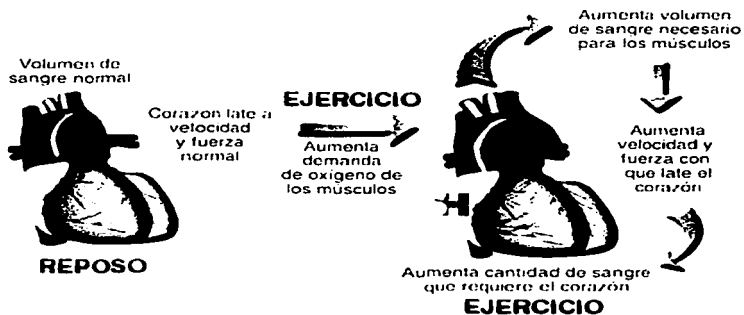 Volumen de
sangre normal
REPOSO
Corazon late a
velocidad
y fuerza
normal
EJERCICIO
Aumenta
demanda
de oxígeno de
los músculos
Aumenta volumen
de sangre necesario
para los músculos
Aumenta
velocidad y
fuerza con
que late el
corazón
Aumenta cantidad de sangre
que requiere el corazón
EJERCICIO